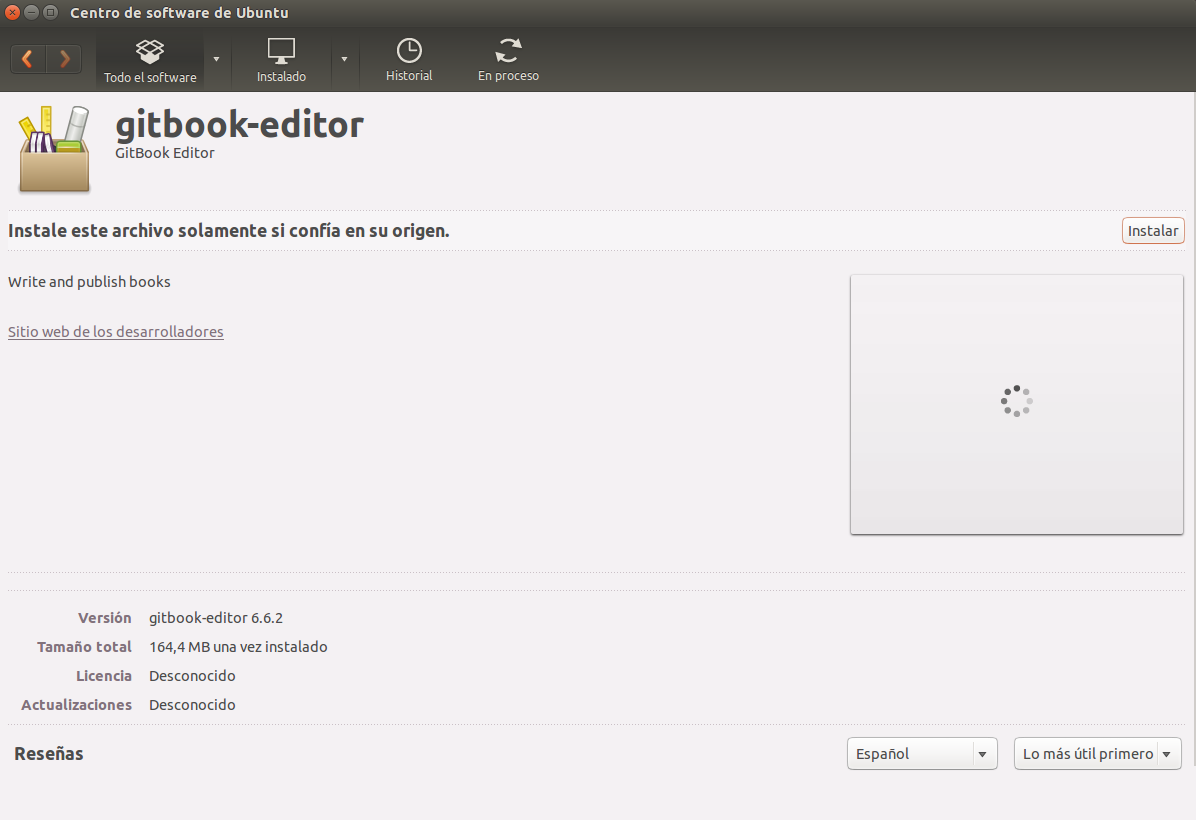 Centro de software de Ubuntu
Todo el software
Instalado
Historial
En proceso
gitbook-editor
GitBook Editor
Instale este archivo solamente si confía en su origen.
Instalar
Write and publish books
Sitio web de los desarrolladores
Versión gitbook-editor 6.6.2
Tamaño total 164,4 MB una vez instalado
Licencia Desconocido
Actualizaciones Desconocido
Reseñas
Español
Lo más útil primero